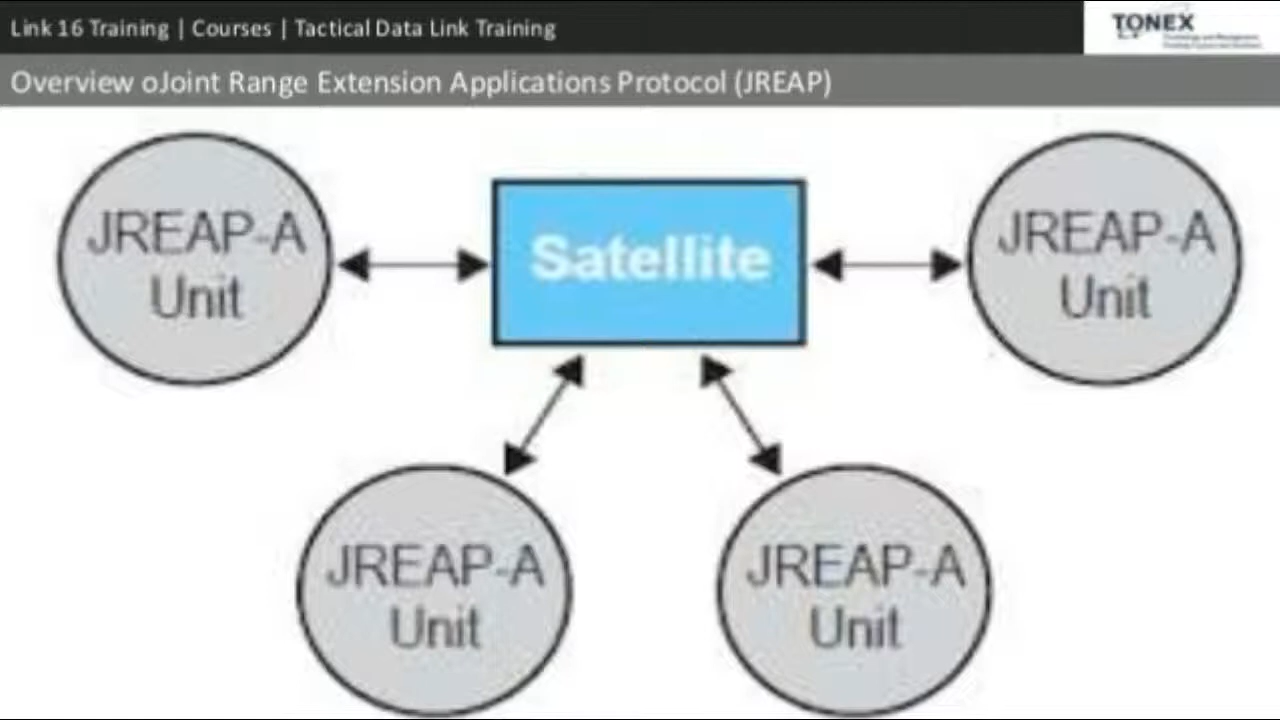 Link 16 Training | Courses | Tactical Data Link Training
TONEX
Overview oJoint Range Extension Applications Protocol (JREAP)
JREAP-A
Unit
Satellite
JREAP-A
Unit
JREAP-A
Unit
JREAP-A
Unit